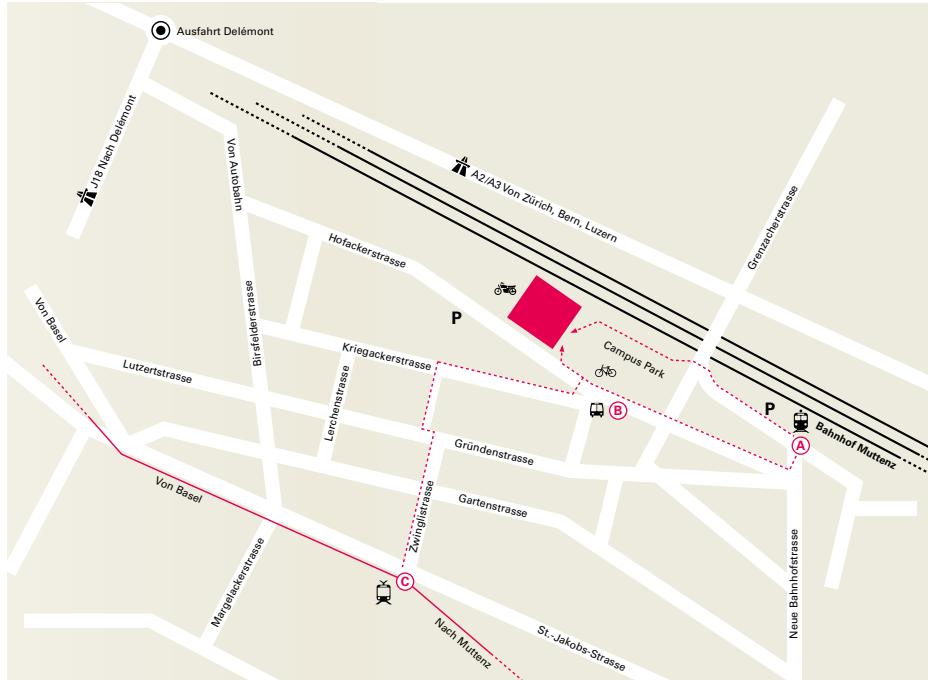 Ausfahrt Delémont
J18 Nach Delémont
A2/A3 Von Zürich, Bern, Luzern
Von Autobahn
Grenzacherstrasse
Hofackerstrasse
P
Von Basel
Birsfelderstrasse
Kriegackerstrasse
Campus Park
Lutzertstrasse
Lerchenstrasse
B
P
A
Bahnhof Muttenz
Gründenstrasse
Von Basel
Gartenstrasse
Zwinglistrasse
Margelackerstrasse
C
Neue Bahnhofstrasse
Nach Muttenz
St.-Jakobs-Strasse